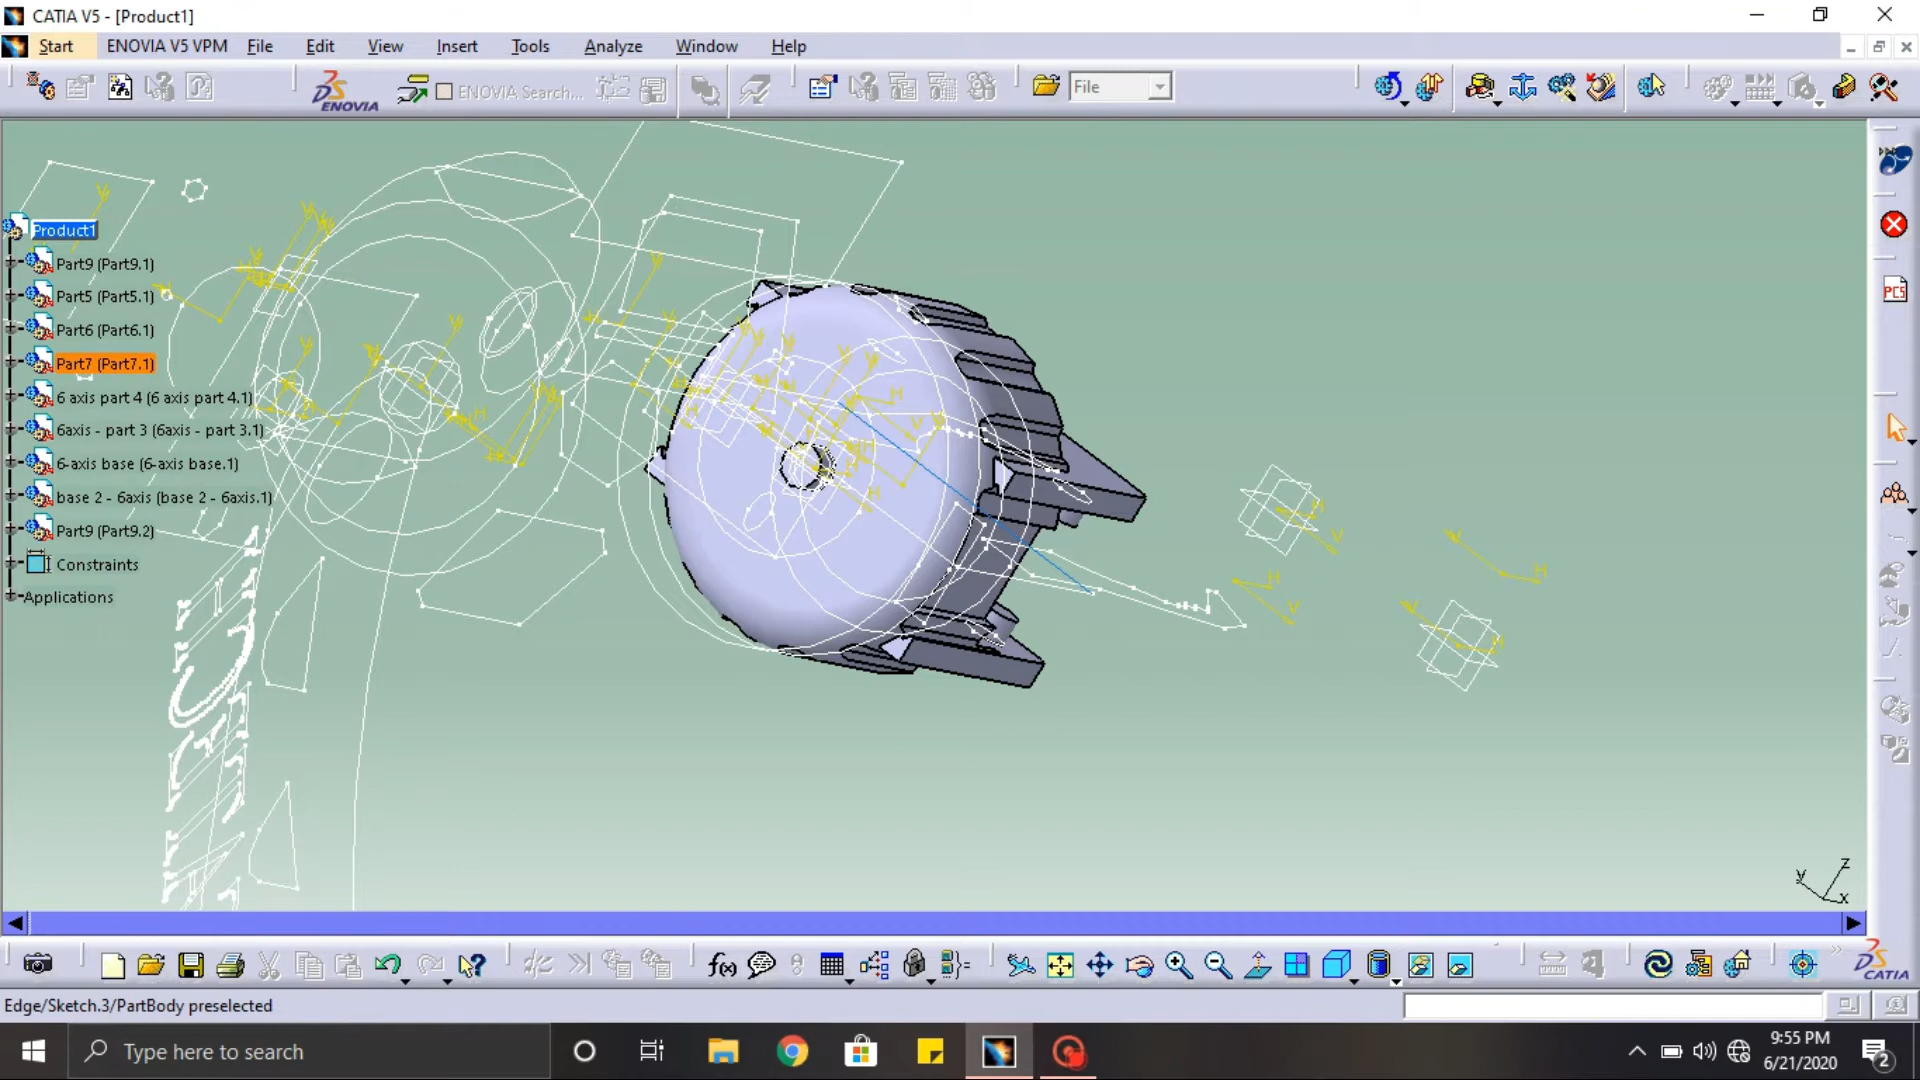 CATIA V5 - [Product1]
Start ENOVIA V5 VPM File Edit View Insert Tools Analyze Window Help
ENOVIA
ENOVIA Search...
File
PCS
Product1
Part9 (Part9.1)
Part5 (Part5.1)
Part6 (Part6.1)
Part7 (Part7.1)
6 axis part 4 (6 axis part 4.1)
6axis - part 3 (6axis - part 3.1)
6-axis base (6-axis base.1)
base 2 - 6axis (base 2 - 6axis.1)
Part9 (Part9.2)
Constraints
Applications
H
V
z
y
x
f(x)
CATIA
Edge/Sketch.3/PartBody preselected
Type here to search
9:55 PM
6/21/2020
2